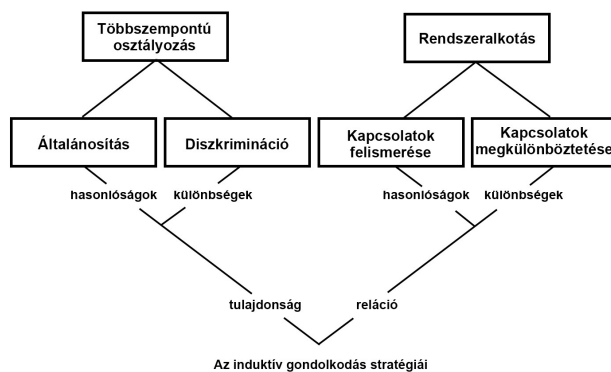 Többszempontú
osztályozás
Rendszeralkotás
Általánosítás
Diszkrimináció
Kapcsolatok
felismerése
Kapcsolatok
megkülönböztetése
hasonlóságok
különbségek
hasonlóságok
különbségek
tulajdonság
reláció
Az induktív gondolkodás stratégiái